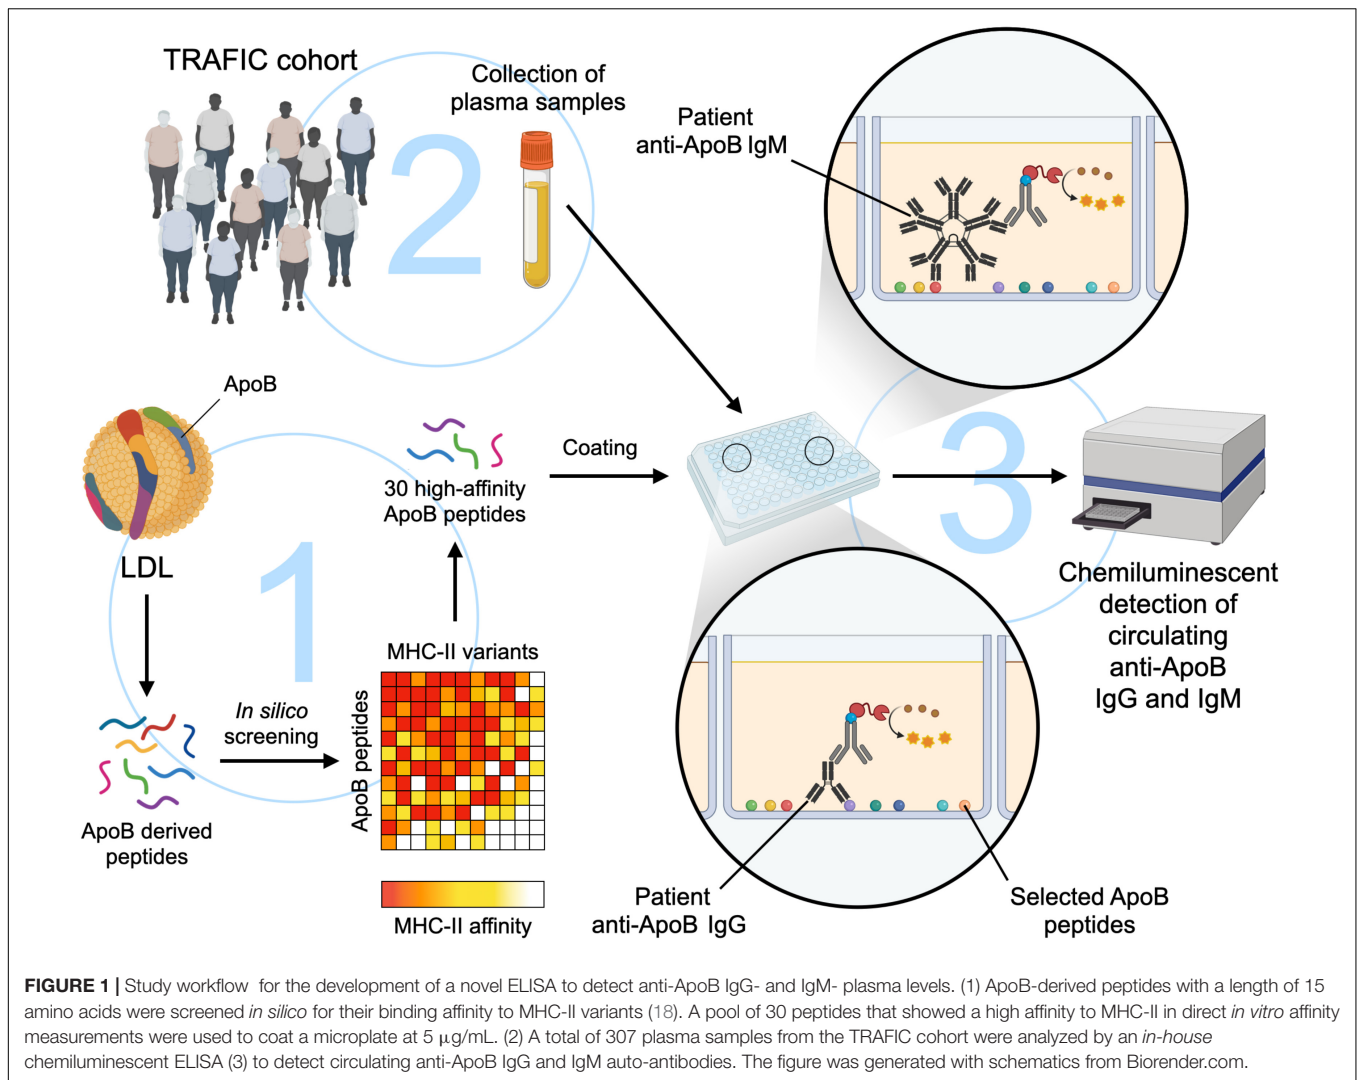 TRAFIC cohort
2
Collection of
plasma samples
Patient
anti-ApoB IgM
ApoB
LDL
1
30 high-affinity
ApoB peptides
Coating
3
Chemiluminescent
detection of
circulating
anti-ApoB
IgG and IgM
In silico
screening
ApoB derived
peptides
MHC-II variants
ApoB peptides
MHC-II affinity
Patient
anti-ApoB IgG
Selected ApoB
peptides
FIGURE 1 | Study workflow for the development of a novel ELISA to detect anti-ApoB IgG- and IgM- plasma levels. (1) ApoB-derived peptides with a length of 15
amino acids were screened in silico for their binding affinity to MHC-II variants (18). A pool of 30 peptides that showed a high affinity to MHC-II in direct in vitro affinity
measurements were used to coat a microplate at 5 μg/mL. (2) A total of 307 plasma samples from the TRAFIC cohort were analyzed by an in-house
chemiluminescent ELISA (3) to detect circulating anti-ApoB IgG and IgM auto-antibodies. The figure was generated with schematics from Biorender.com.